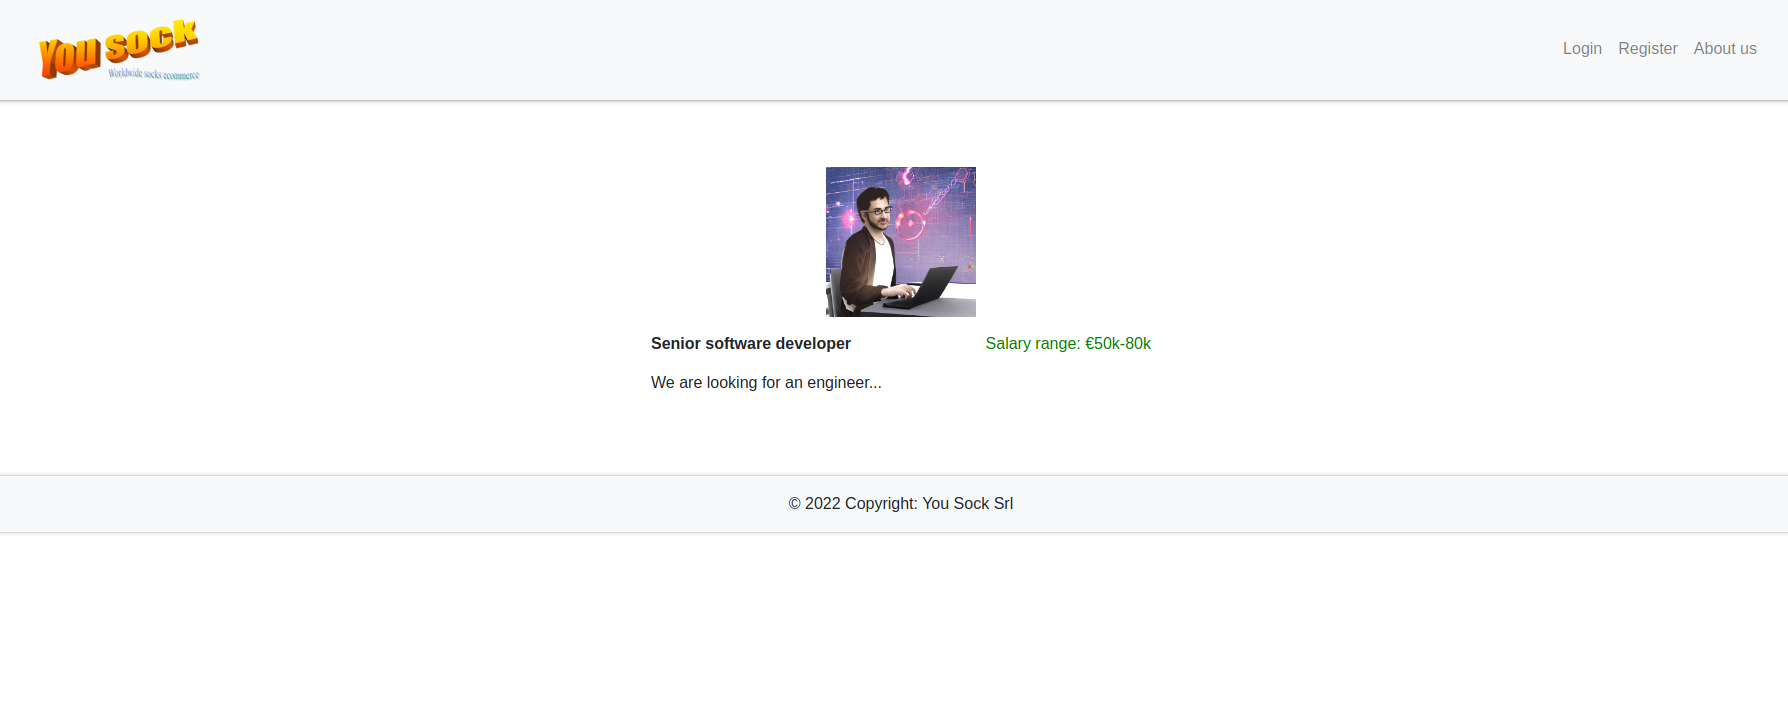 You sock
Worldwide socks ecommerce
Login Register About us
Senior software developer Salary range: €50k-80k
We are looking for an engineer...
© 2022 Copyright: You Sock Srl